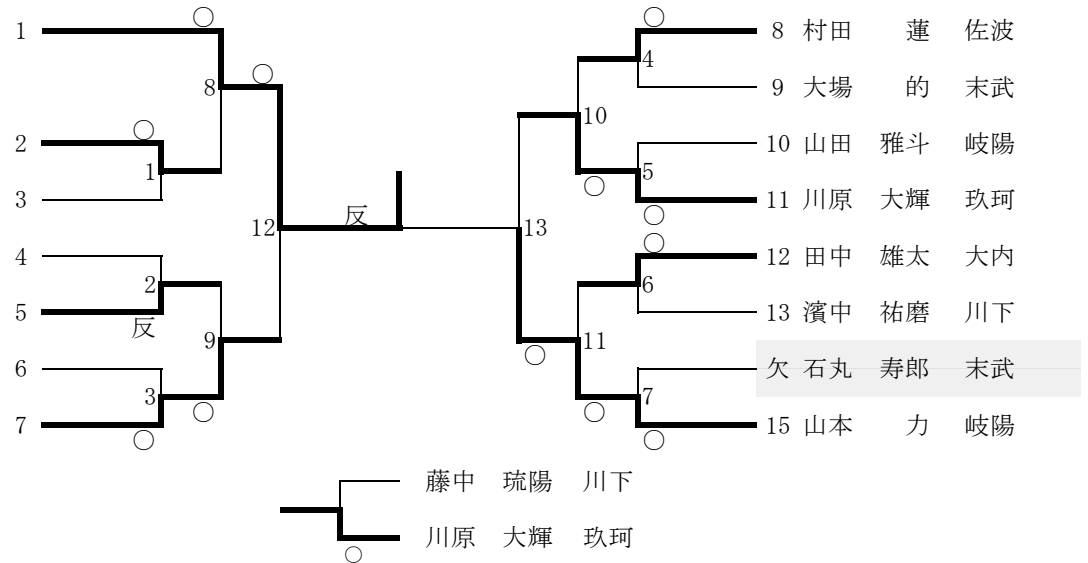 1
8
2
1
3
12 反
4
2
5
反
9
6
3
7
8 村田 蓮 佐波
4
9 大場 的 末武
10
10 山田 雅斗 岐陽
5
11 川原 大輝 玖珂
13
12 田中 雄太 大内
6
13 濱中 祐磨 川下
11
欠 石丸 寿郎 末武
7
15 山本 力 岐陽
藤中 琉陽 川下
川原 大輝 玖珂